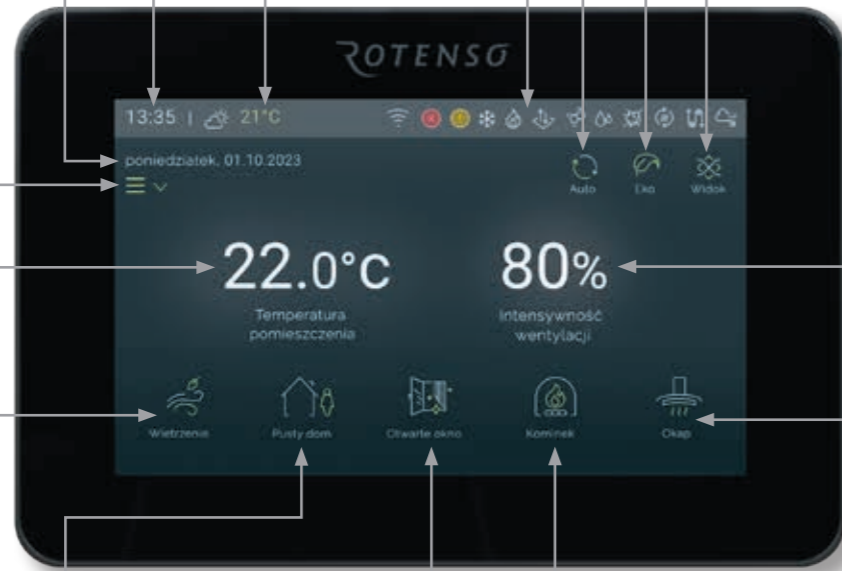 ROTENSO
13:35 | 21°C
poniedziałek, 01.10.2023
Auto Eko Widok
22.0°C 80%
Temperatura
pomieszczenia
Intensywność
wentylacji
Wietrzenie Pusty dom Otwarte okno Kominek Okap